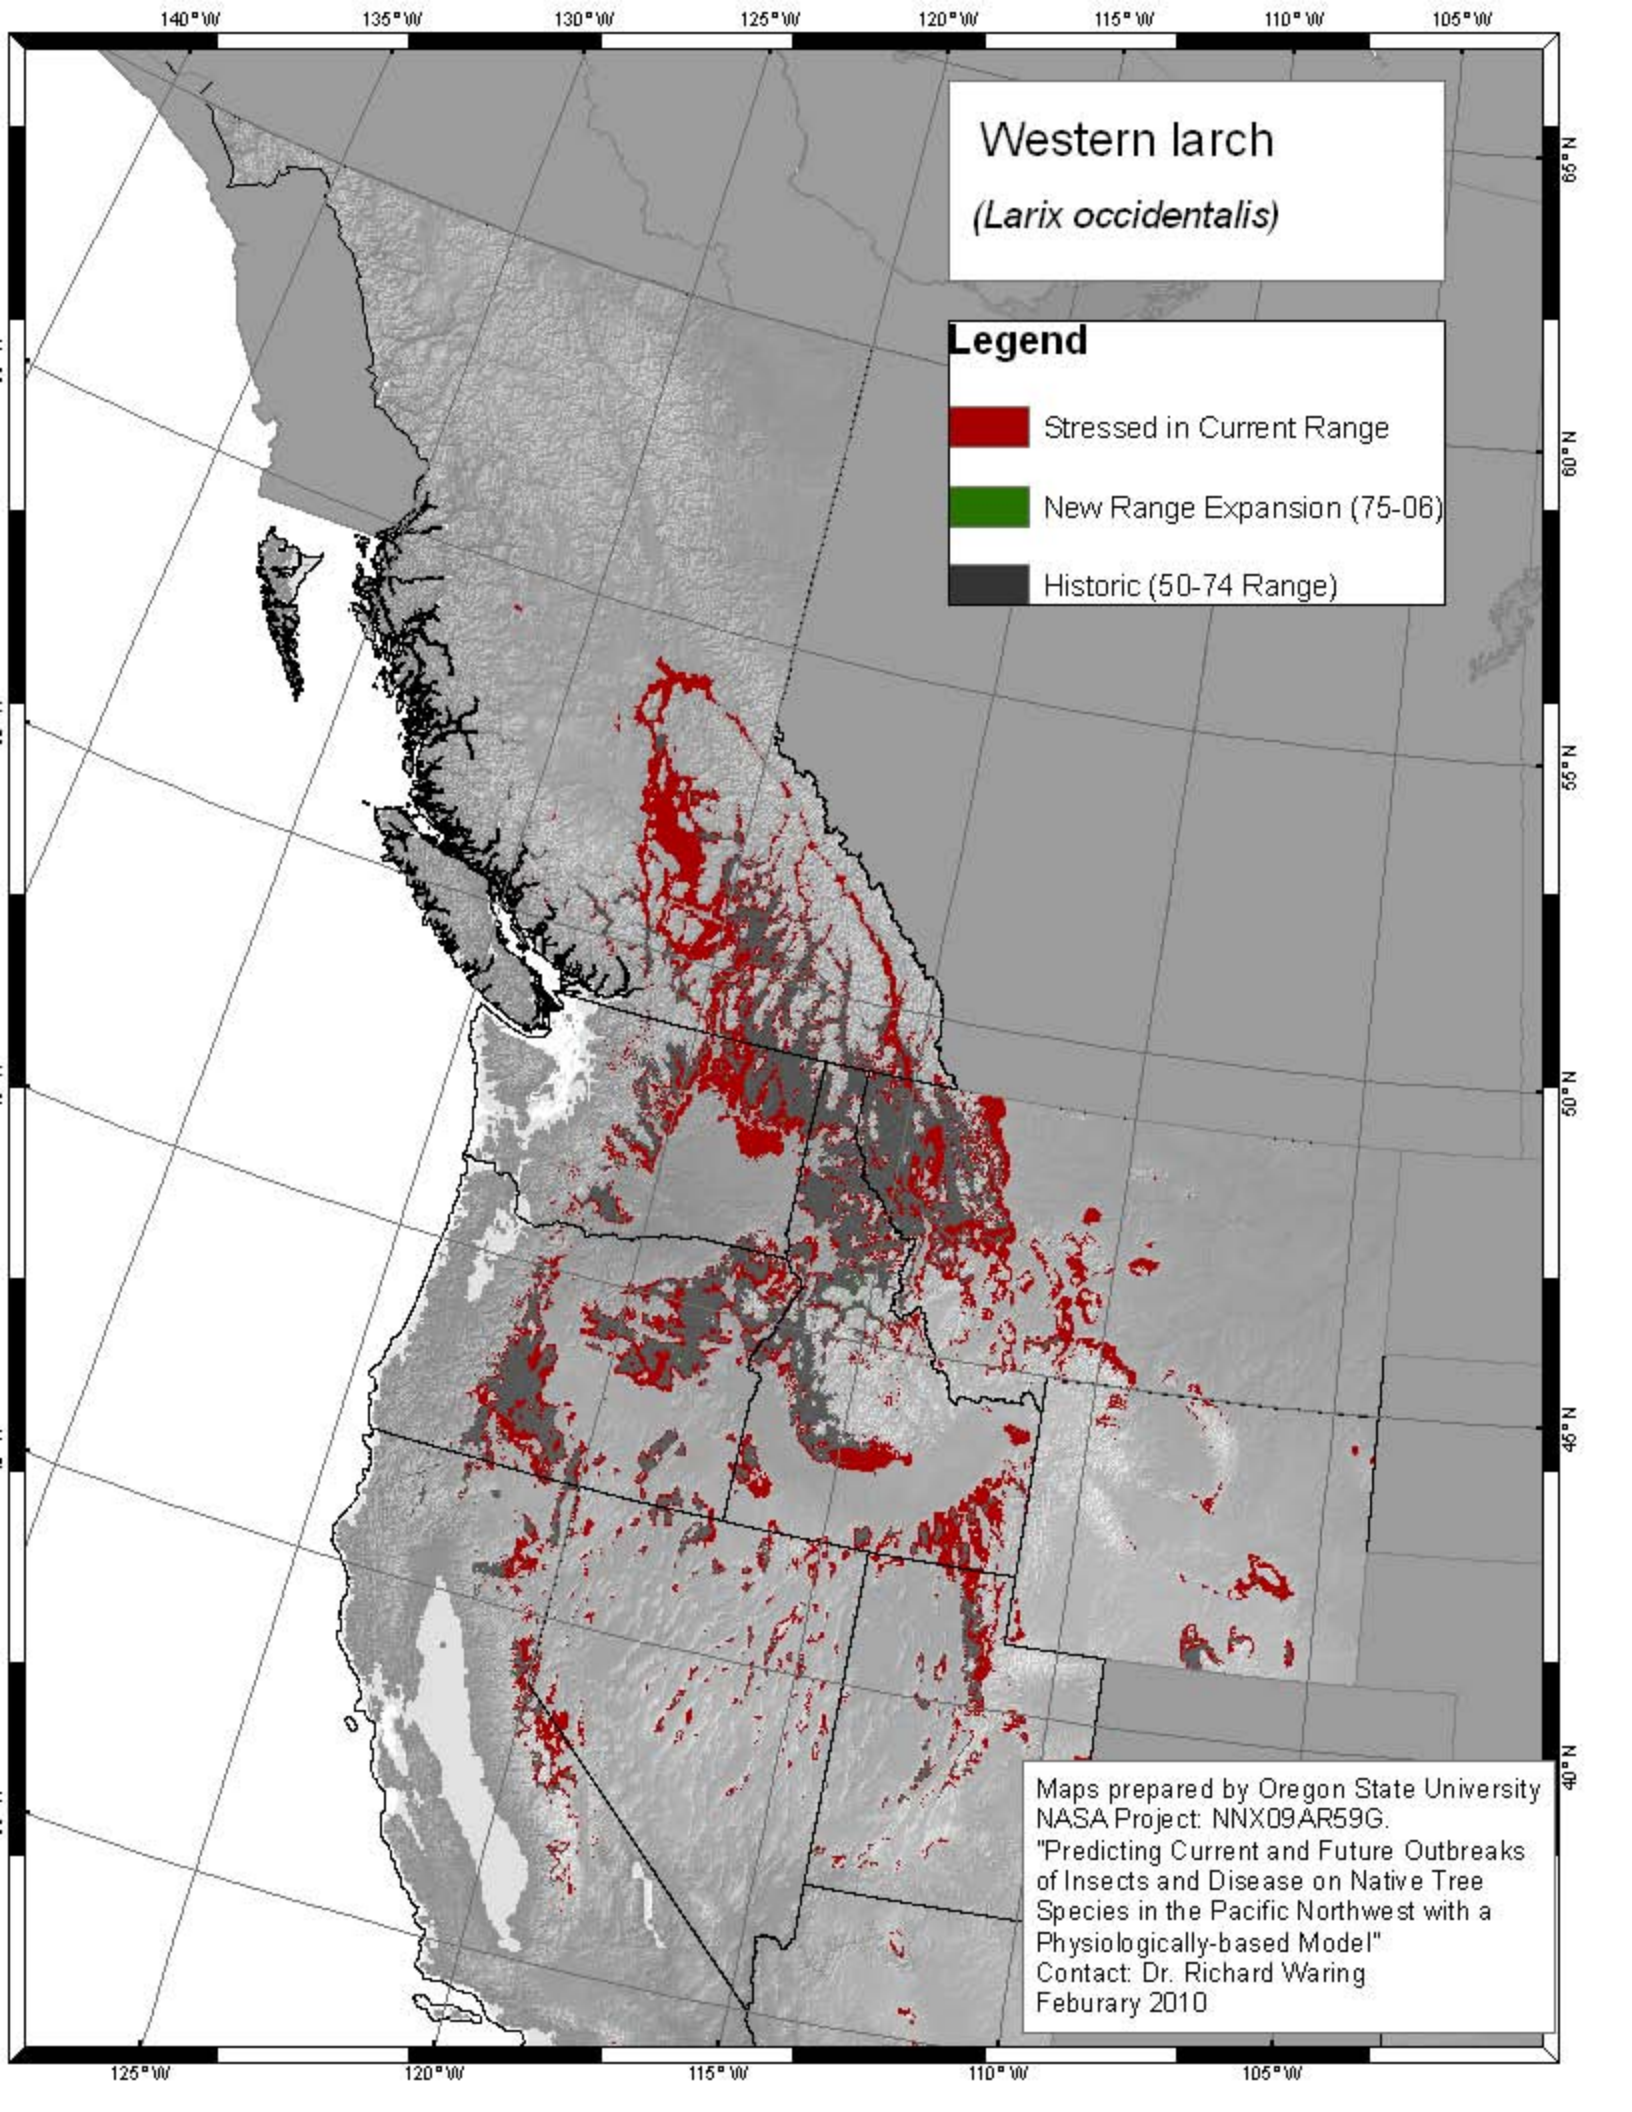 140°W 135°W 130°W 125°W 120°W 115°W 110°W 105°W
Western larch
(Larix occidentalis)
Legend
Stressed in Current Range
New Range Expansion (75-06)
Historic (50-74 Range)
65°N
60°N
55°N
50°N
45°N
40°N
Maps prepared by Oregon State University
NASA Project: NNX09AR59G.
"Predicting Current and Future Outbreaks
of Insects and Disease on Native Tree
Species in the Pacific Northwest with a
Physiologically-based Model"
Contact: Dr. Richard Waring
Feburary 2010
125°W 120°W 115°W 110°W 105°W